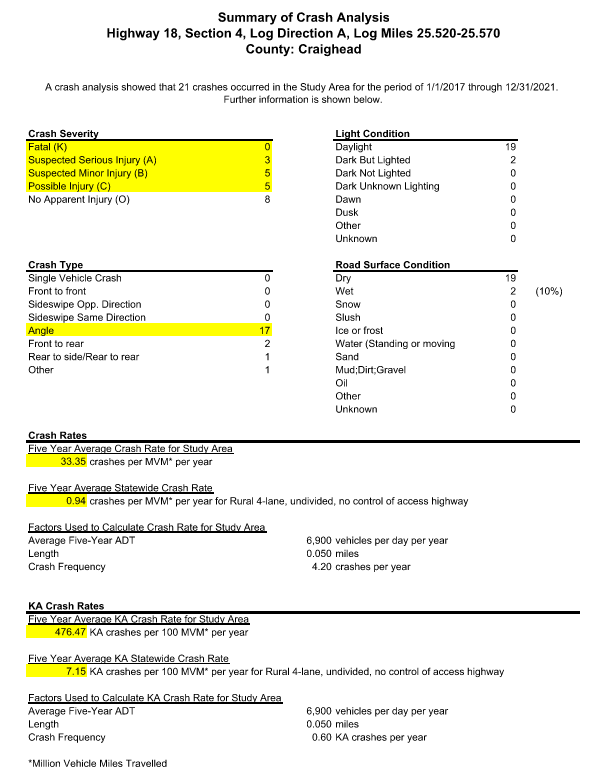 Summary of Crash Analysis
Highway 18, Section 4, Log Direction A, Log Miles 25.520-25.570
County: Craighead
A crash analysis showed that 21 crashes occurred in the Study Area for the period of 1/1/2017 through 12/31/2021.
Further information is shown below.
Crash Severity
Fatal (K) 0
Suspected Serious Injury (A) 3
Suspected Minor Injury (B) 5
Possible Injury (C) 5
No Apparent Injury (O) 8
Light Condition
Daylight 19
Dark But Lighted 2
Dark Not Lighted 0
Dark Unknown Lighting 0
Dawn 0
Dusk 0
Other 0
Unknown 0
Crash Type
Single Vehicle Crash 0
Front to front 0
Sideswipe Opp. Direction 0
Sideswipe Same Direction 0
Angle 17
Front to rear 2
Rear to side/Rear to rear 1
Other 1
Road Surface Condition
Dry 19
Wet 2 (10%)
Snow 0
Slush 0
Ice or frost 0
Water (Standing or moving 0
Sand 0
Mud;Dirt;Gravel 0
Oil 0
Other 0
Unknown 0
Crash Rates
Five Year Average Crash Rate for Study Area
33.35 crashes per MVM* per year
Five Year Average Statewide Crash Rate
0.94 crashes per MVM* per year for Rural 4-lane, undivided, no control of access highway
Factors Used to Calculate Crash Rate for Study Area
Average Five-Year ADT 6,900 vehicles per day per year
Length 0.050 miles
Crash Frequency 4.20 crashes per year
KA Crash Rates
Five Year Average KA Crash Rate for Study Area
476.47 KA crashes per 100 MVM* per year
Five Year Average KA Statewide Crash Rate
7.15 KA crashes per 100 MVM* per year for Rural 4-lane, undivided, no control of access highway
Factors Used to Calculate KA Crash Rate for Study Area
Average Five-Year ADT 6,900 vehicles per day per year
Length 0.050 miles
Crash Frequency 0.60 KA crashes per year
*Million Vehicle Miles Travelled